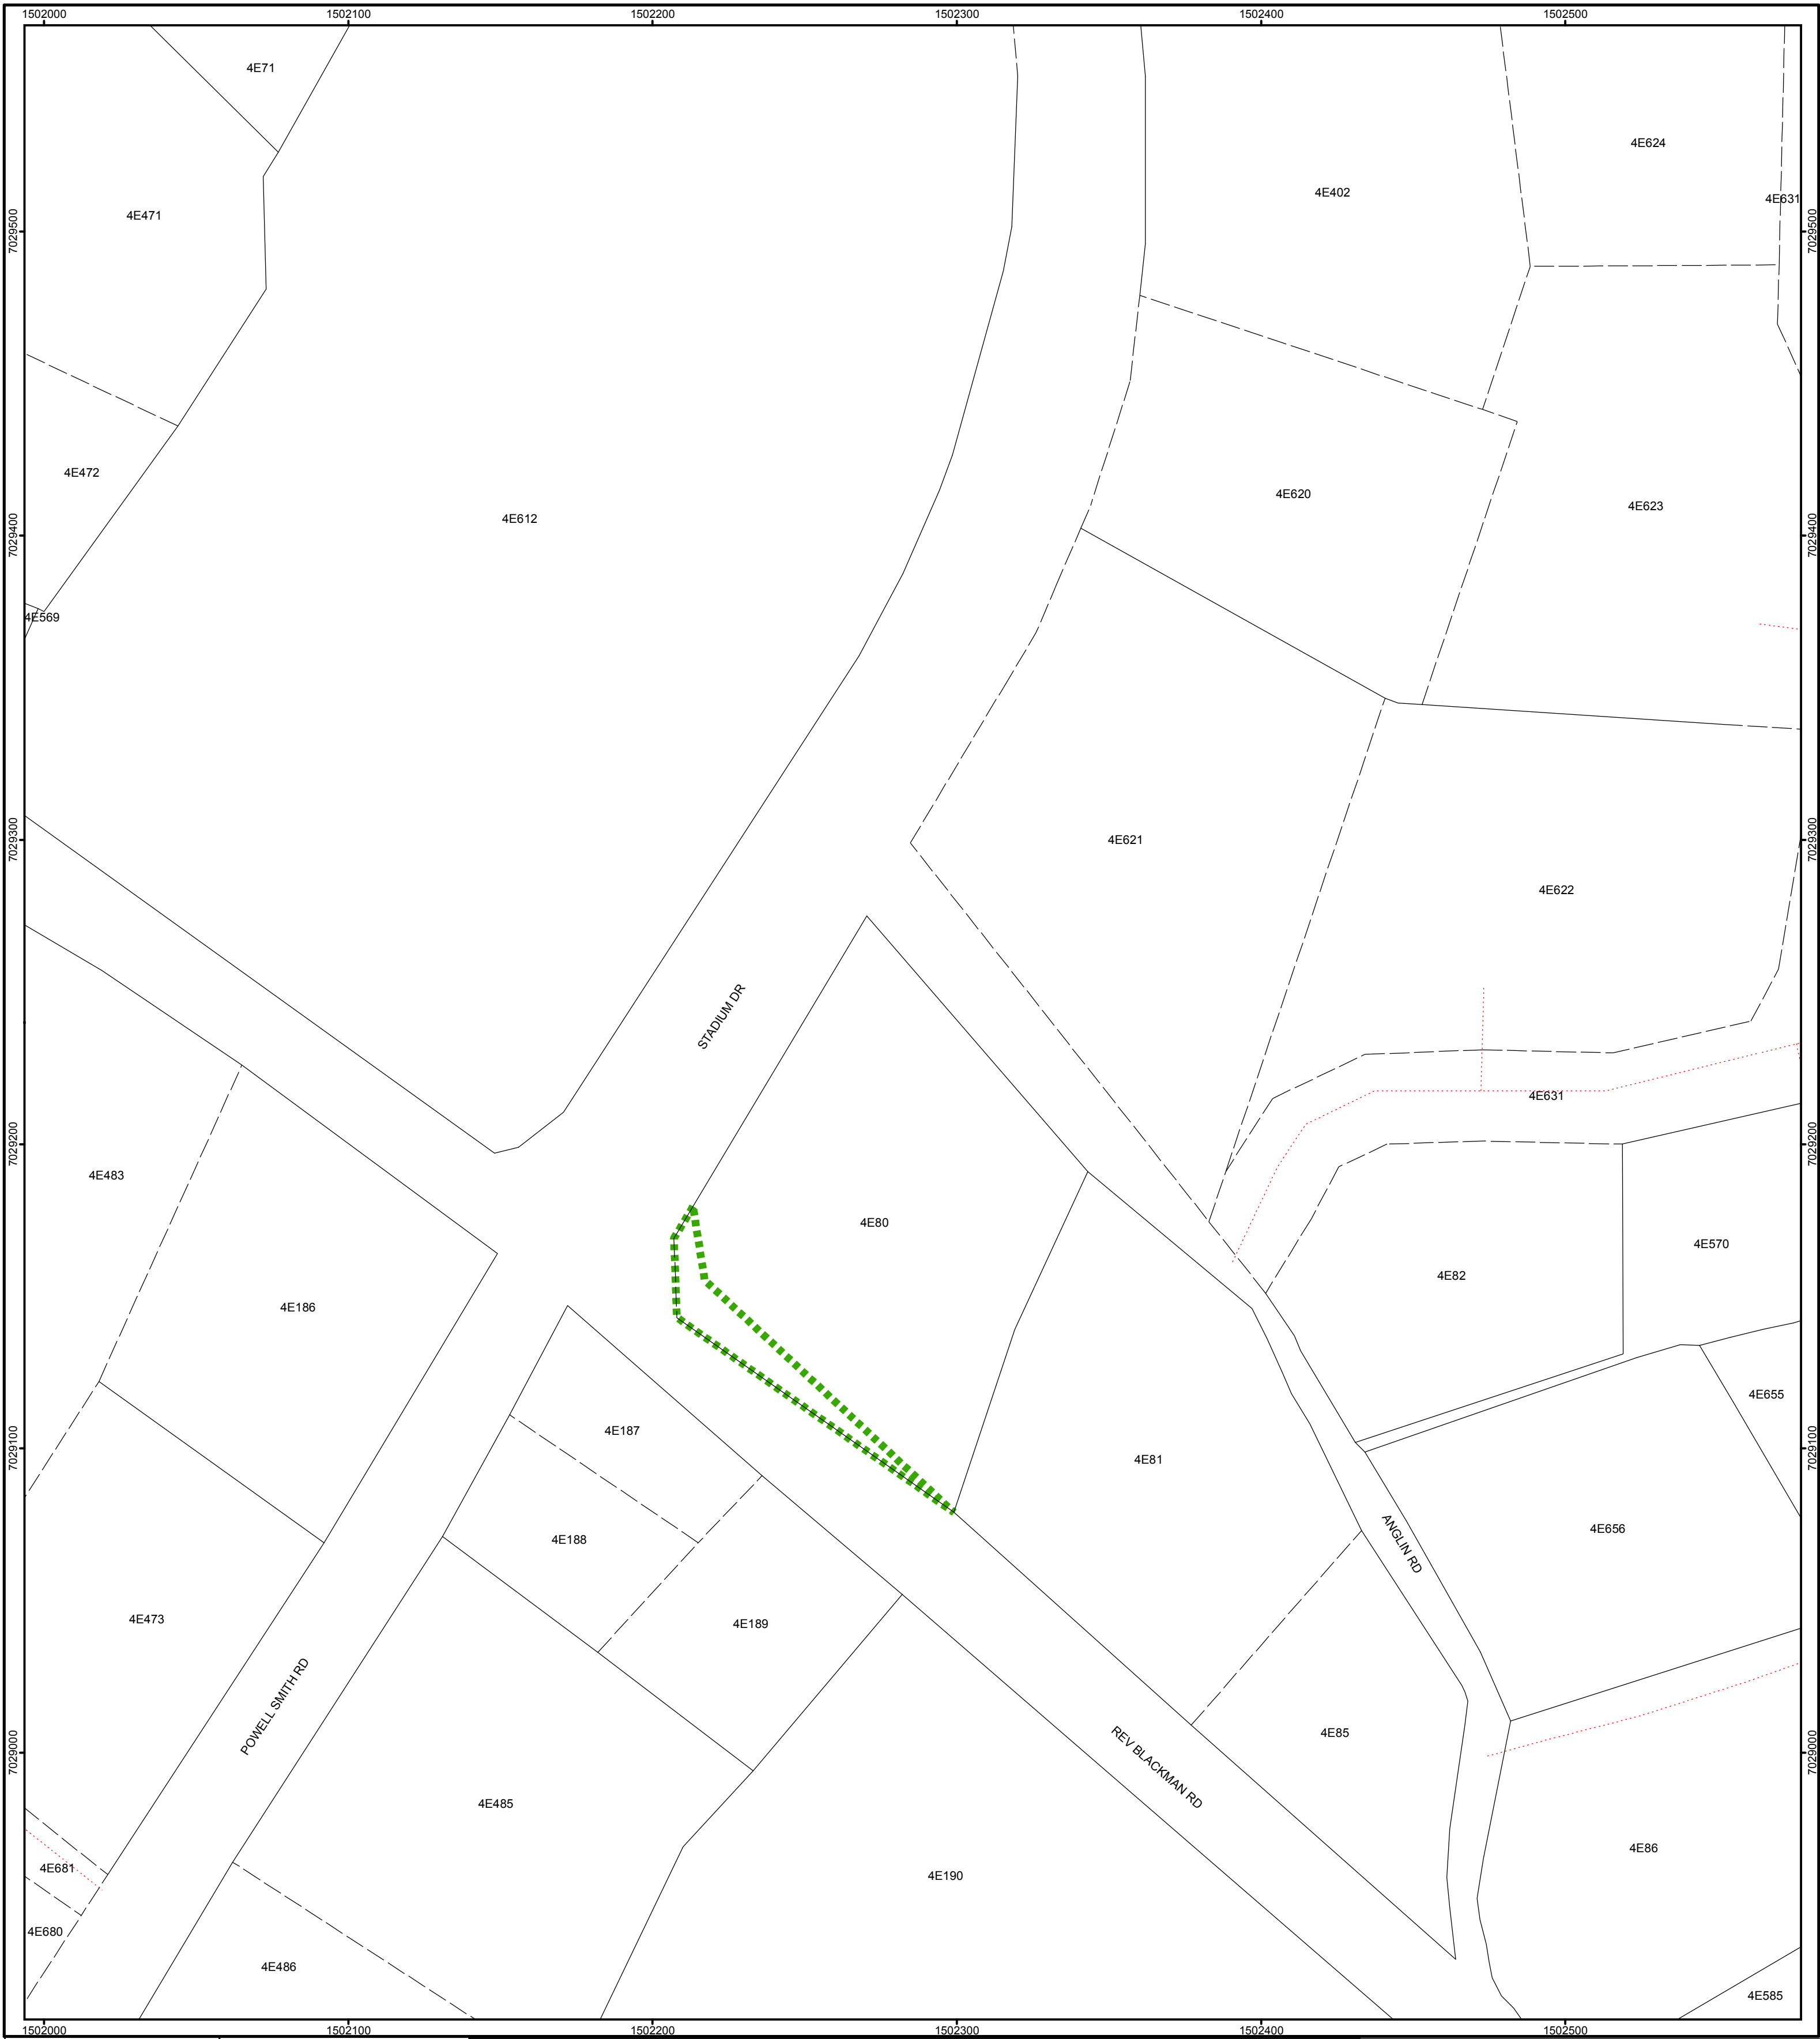 1502000 1502100 1502200 1502300 1502400 1502500
4E71
4E624
4E402
4E631
4E471
7029500
7029500
4E472
4E620
4E623
4E612
7029400
7029400
4E569
4E621
7029300
7029300
4E622
STADIUM DR
4E631
7029200
7029200
4E483
4E80
4E570
4E82
4E186
4E655
4E187
7029100
7029100
4E81
4E656
4E188
ANGLIN RD
4E473
4E189
POWELL SMITH RD
4E85
REV BLACKMAN RD
7029000
7029000
4E485
4E86
4E681
4E190
4E680
4E486
4E585
1502000 1502100 1502200 1502300 1502400 1502500